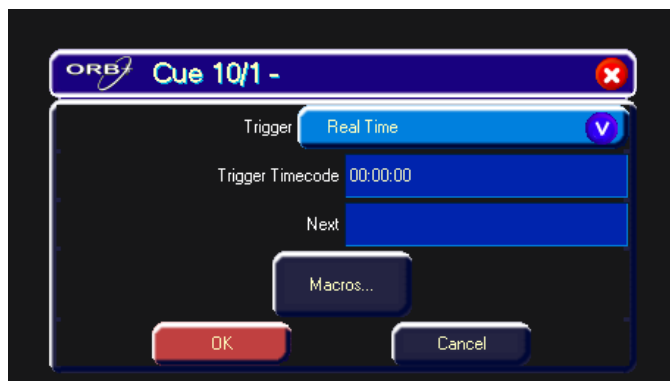 ORB Cue 10/1 -
Trigger Real Time V
Trigger Timecode 00:00:00
Next
Macros...
OK Cancel